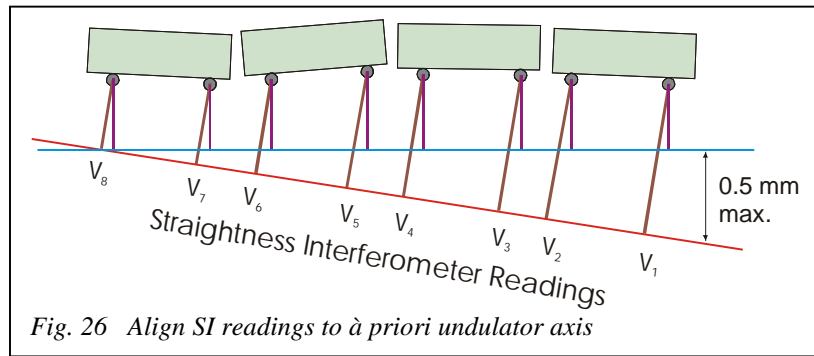 0.5 mm
max.
V8
V7
V6
V5
V4
V3
V2
V1
Straightness Interferometer Readings
Fig. 26 Align SI readings to à priori undulator axis